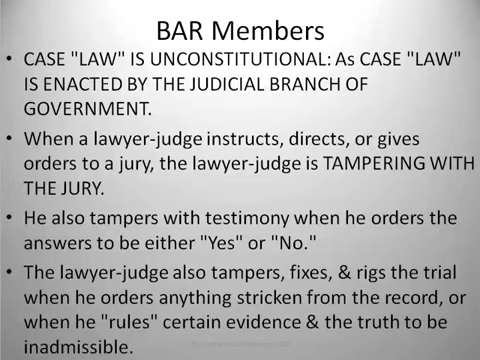 BAR Members
• CASE "LAW" IS UNCONSTITUTIONAL: As CASE "LAW"
IS ENACTED BY THE JUDICIAL BRANCH OF
GOVERNMENT.
• When a lawyer-judge instructs, directs, or gives
orders to a jury, the lawyer-judge is TAMPERING WITH
THE JURY.
• He also tampers with testimony when he orders the
answers to be either "Yes" or "No."
• The lawyer-judge also tampers, fixes, & rigs the trial
when he orders anything stricken from the record, or
when he "rules" certain evidence & the truth to be
inadmissible.